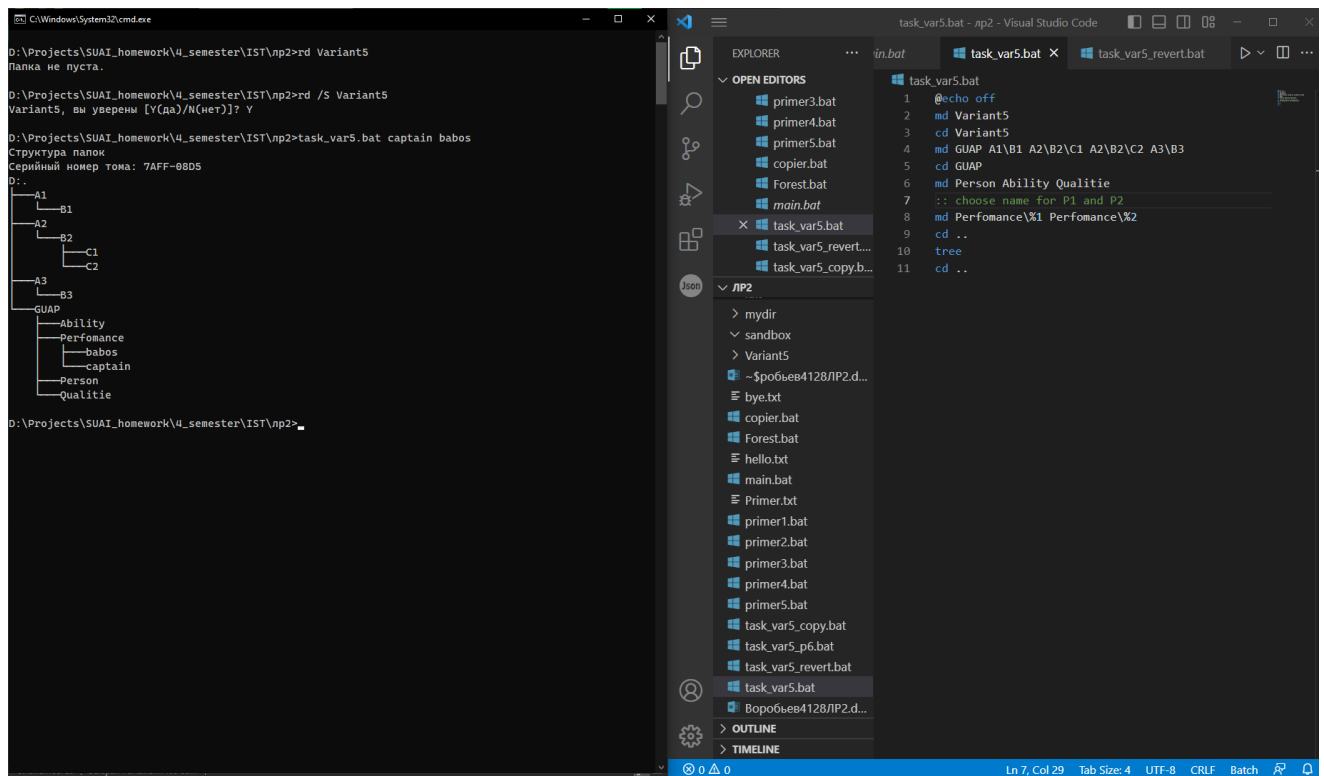 C:\Windows\System32\cmd.exe
D:\Projects\SUAI_homework\4_semester\IST\лр2>rd Variant5
Папка не пуста.
D:\Projects\SUAI_homework\4_semester\IST\лр2>rd /S Variant5
Variant5, вы уверены [Y(да)/N(нет)]? Y
D:\Projects\SUAI_homework\4_semester\IST\лр2>task_var5.bat captain babos
Структура папок
Серийный номер тома: 7AFF-08D5
D:.
├───A1
│   └───B1
├───A2
│   └───B2
│       ├───C1
│       └───C2
├───A3
│   └───B3
└───GUAP
    ├───Ability
    ├───Perfomance
    │   ├───babos
    │   └───captain
    ├───Person
    └───Qualitie
D:\Projects\SUAI_homework\4_semester\IST\лр2>
task_var5.bat - лр2 - Visual Studio Code
EXPLORER
OPEN EDITORS
primer3.bat
primer4.bat
primer5.bat
copier.bat
Forest.bat
main.bat
task_var5.bat
task_var5_revert....
task_var5_copy.b...
Json
ЛР2
mydir
sandbox
Variant5
~$робьев4128ЛР2.d...
bye.txt
copier.bat
Forest.bat
hello.txt
main.bat
Primer.txt
primer1.bat
primer2.bat
primer3.bat
primer4.bat
primer5.bat
task_var5_copy.bat
task_var5_p6.bat
task_var5_revert.bat
task_var5.bat
Воробьев4128ЛР2.d...
OUTLINE
TIMELINE
in.bat task_var5.bat task_var5_revert.bat
task_var5.bat
1 @echo off
2 md Variant5
3 cd Variant5
4 md GUAP A1\B1 A2\B2\C1 A2\B2\C2 A3\B3
5 cd GUAP
6 md Person Ability Qualitie
7 :: choose name for P1 and P2
8 md Perfomance\%1 Perfomance\%2
9 cd ..
10 tree
11 cd ..
0 0 Ln 7, Col 29 Tab Size: 4 UTF-8 CRLF Batch